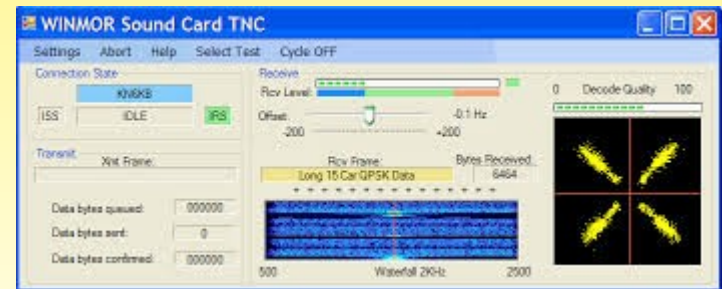 WINMOR Sound Card TNC
Settings Abort Help Select Test Cycle OFF
Connection State
KN6KB
ISS IDLE IRS
Transmit
Xmt Frame:
Data bytes queued: 000000
Data bytes sent: 0
Data bytes confirmed: 000000
Receive
Rcv Level:
Offset: -0.1 Hz
-200 +200
Rcv Frame: Bytes Received:
Long 15 Car QPSK Data 6464
500 Waterfall 2KHz 2500
0 Decode Quality 100